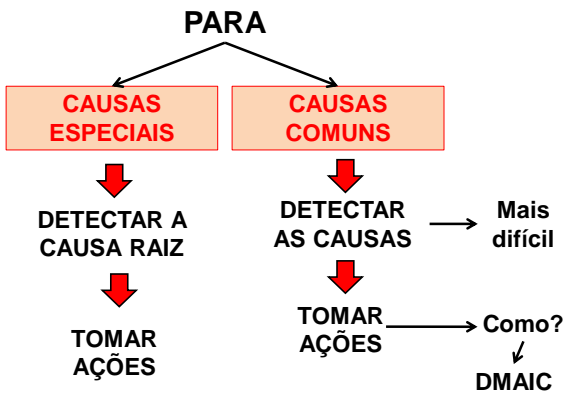 PARA
CAUSAS
ESPECIAIS
DETECTAR A
CAUSA RAIZ
TOMAR
AÇÕES
CAUSAS
COMUNS
DETECTAR
AS CAUSAS
Mais
difícil
TOMAR
AÇÕES
Como?
DMAIC